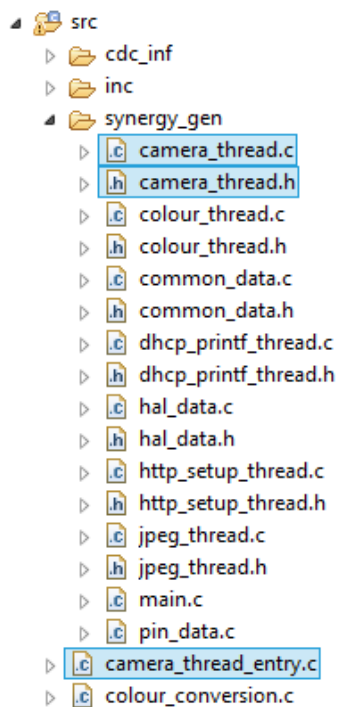 src
cdc_inf
inc
synergy_gen
.c camera_thread.c
.h camera_thread.h
.c colour_thread.c
.h colour_thread.h
.c common_data.c
.h common_data.h
.c dhcp_printf_thread.c
.h dhcp_printf_thread.h
.c hal_data.c
.h hal_data.h
.c http_setup_thread.c
.h http_setup_thread.h
.c jpeg_thread.c
.h jpeg_thread.h
.c main.c
.c pin_data.c
.c camera_thread_entry.c
.c colour_conversion.c